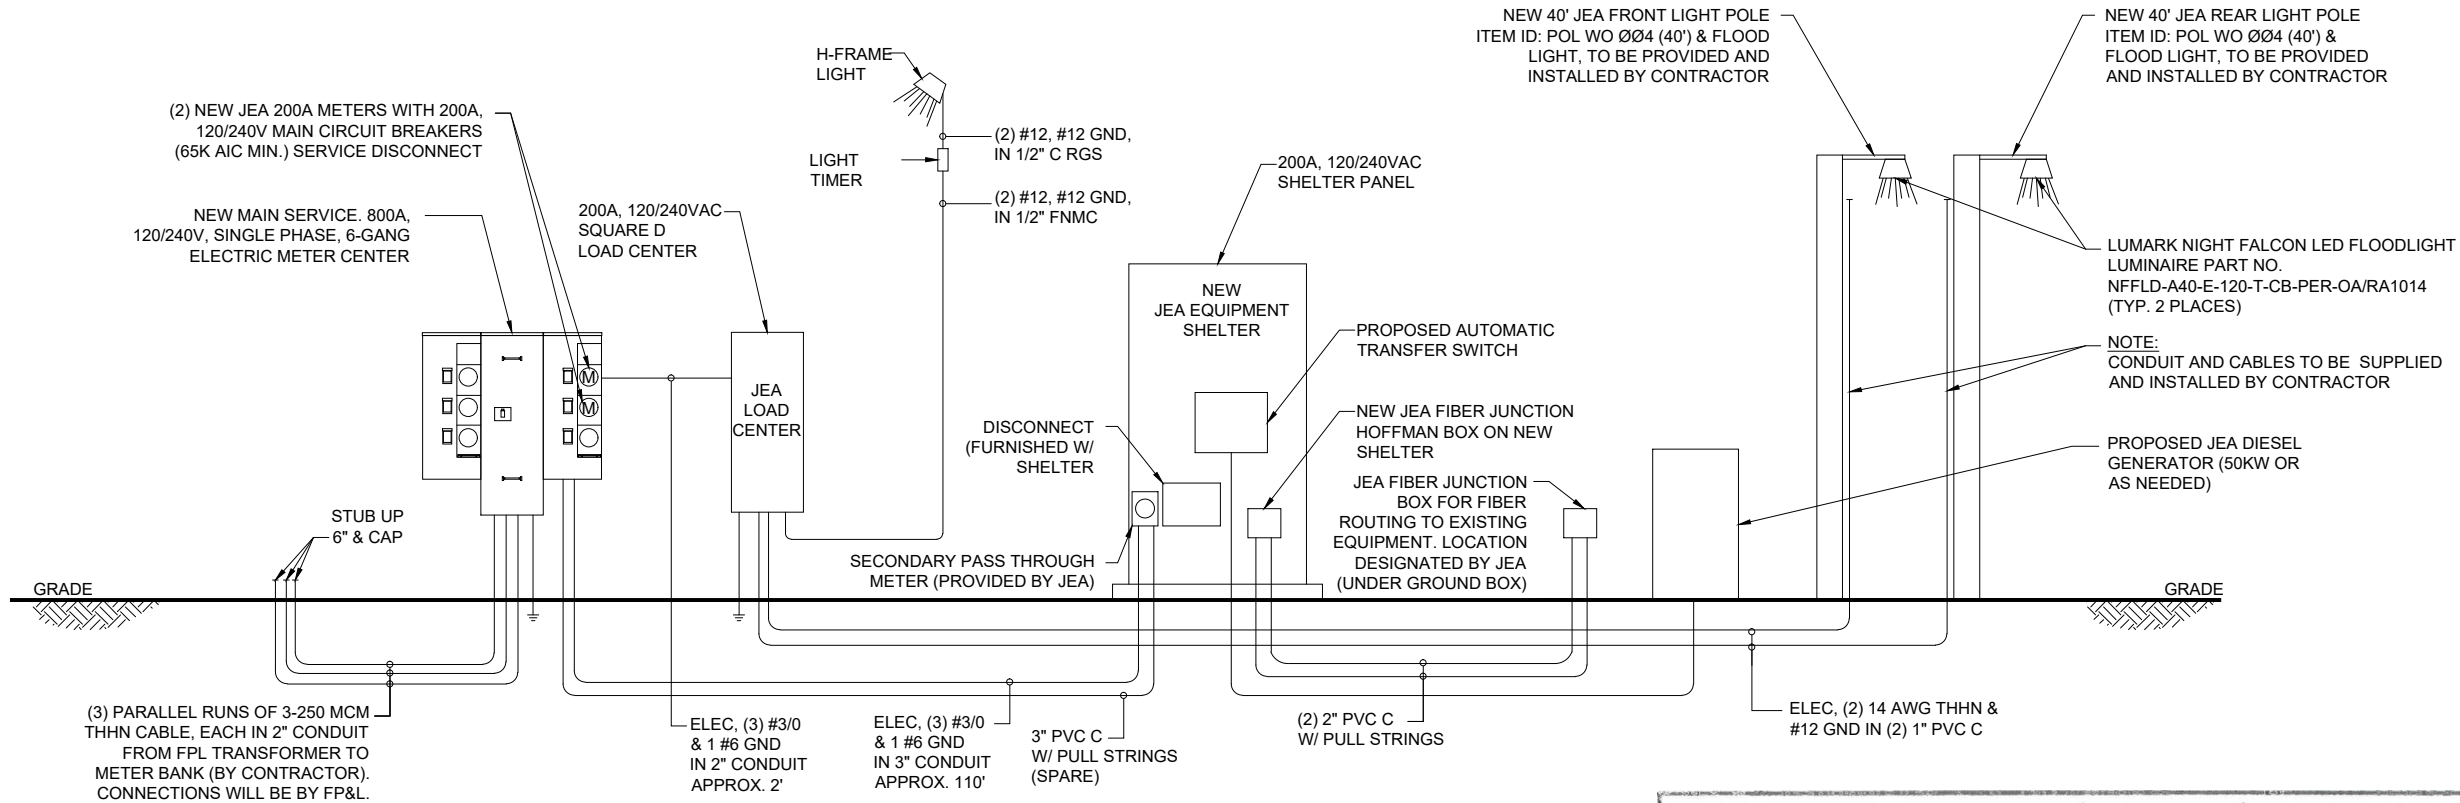 NEW 40' JEA FRONT LIGHT POLE
ITEM ID: POL WO ØØ4 (40') & FLOOD
LIGHT, TO BE PROVIDED AND
INSTALLED BY CONTRACTOR
NEW 40' JEA REAR LIGHT POLE
ITEM ID: POL WO ØØ4 (40') &
FLOOD LIGHT, TO BE PROVIDED
AND INSTALLED BY CONTRACTOR
H-FRAME
LIGHT
(2) NEW JEA 200A METERS WITH 200A,
120/240V MAIN CIRCUIT BREAKERS
(65K AIC MIN.) SERVICE DISCONNECT
(2) #12, #12 GND,
IN 1/2" C RGS
LIGHT
TIMER
200A, 120/240VAC
SHELTER PANEL
(2) #12, #12 GND,
IN 1/2" FNMC
NEW MAIN SERVICE. 800A,
120/240V, SINGLE PHASE, 6-GANG
ELECTRIC METER CENTER
200A, 120/240VAC
SQUARE D
LOAD CENTER
LUMARK NIGHT FALCON LED FLOODLIGHT
LUMINAIRE PART NO.
NFFLD-A40-E-120-T-CB-PER-OA/RA1014
(TYP. 2 PLACES)
NEW
JEA EQUIPMENT
SHELTER
PROPOSED AUTOMATIC
TRANSFER SWITCH
NOTE:
CONDUIT AND CABLES TO BE SUPPLIED
AND INSTALLED BY CONTRACTOR
M
M
JEA
LOAD
CENTER
DISCONNECT
(FURNISHED W/
SHELTER
NEW JEA FIBER JUNCTION
HOFFMAN BOX ON NEW
SHELTER
PROPOSED JEA DIESEL
GENERATOR (50KW OR
AS NEEDED)
JEA FIBER JUNCTION
BOX FOR FIBER
ROUTING TO EXISTING
EQUIPMENT. LOCATION
DESIGNATED BY JEA
(UNDER GROUND BOX)
STUB UP
6" & CAP
SECONDARY PASS THROUGH
METER (PROVIDED BY JEA)
GRADE
GRADE
(3) PARALLEL RUNS OF 3-250 MCM
THHN CABLE, EACH IN 2" CONDUIT
FROM FPL TRANSFORMER TO
METER BANK (BY CONTRACTOR).
CONNECTIONS WILL BE BY FP&L.
ELEC, (3) #3/0
& 1 #6 GND
IN 2" CONDUIT
APPROX. 2'
ELEC, (3) #3/0
& 1 #6 GND
IN 3" CONDUIT
APPROX. 110'
3" PVC C
W/ PULL STRINGS
(SPARE)
(2) 2" PVC C
W/ PULL STRINGS
ELEC, (2) 14 AWG THHN &
#12 GND IN (2) 1" PVC C